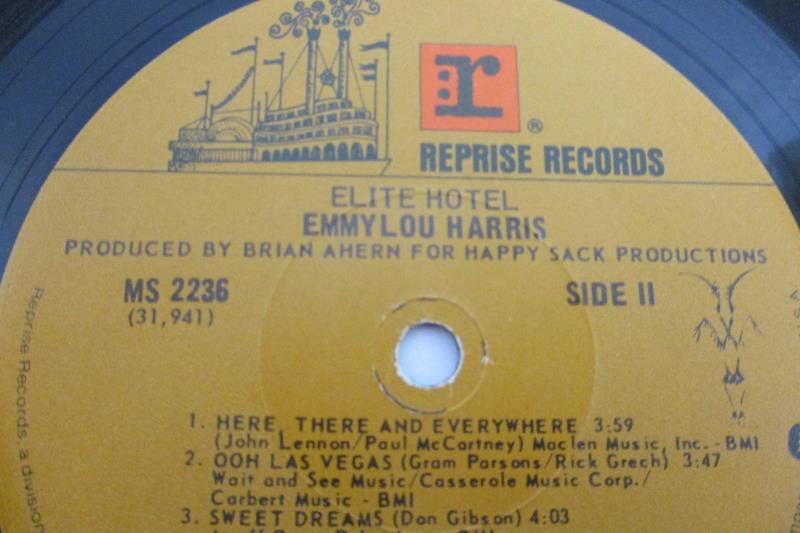 r
®
REPRISE RECORDS
ELITE HOTEL
EMMYLOU HARRIS
PRODUCED BY BRIAN AHERN FOR HAPPY SACK PRODUCTIONS
MS 2236
SIDE II
(31,941)
1. HERE, THERE AND EVERYWHERE 3:59
(John Lennon/Paul McCartney) Maclen Music, Inc. - BMI
2. OOH LAS VEGAS (Gram Parsons/Rick Grech) 3:47
Wait and See Music/Casserole Music Corp./
Carbert Music - BMI
3. SWEET DREAMS (Don Gibson) 4:03
Reprise Records, a division